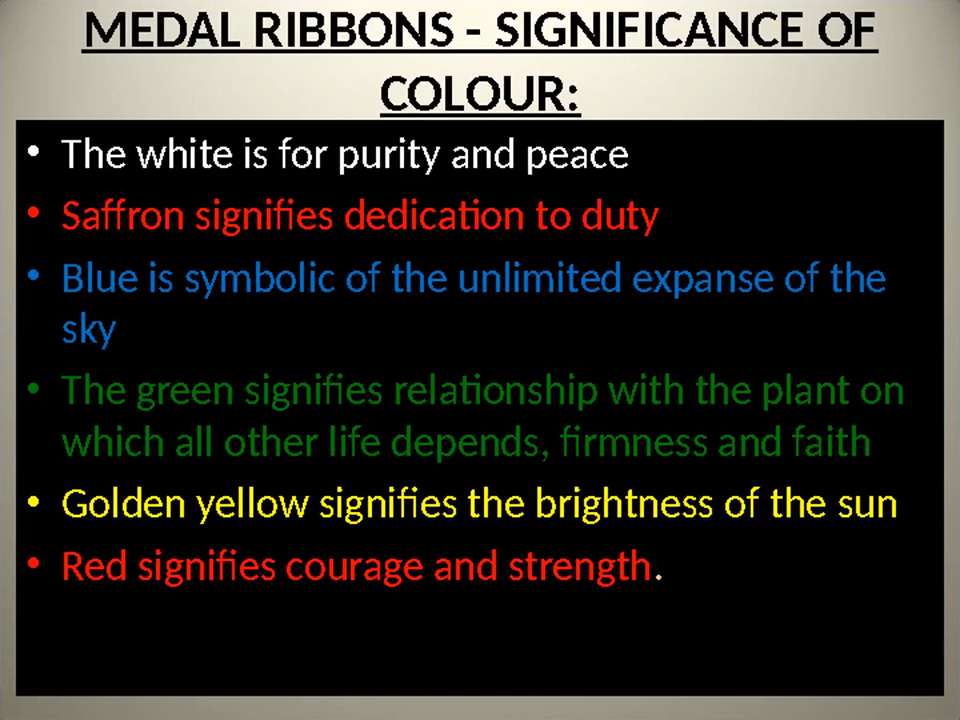 MEDAL RIBBONS - SIGNIFICANCE OF
COLOUR:
• The white is for purity and peace
• Saffron signifies dedication to duty
• Blue is symbolic of the unlimited expanse of the
sky
• The green signifies relationship with the plant on
which all other life depends, firmness and faith
• Golden yellow signifies the brightness of the sun
• Red signifies courage and strength.